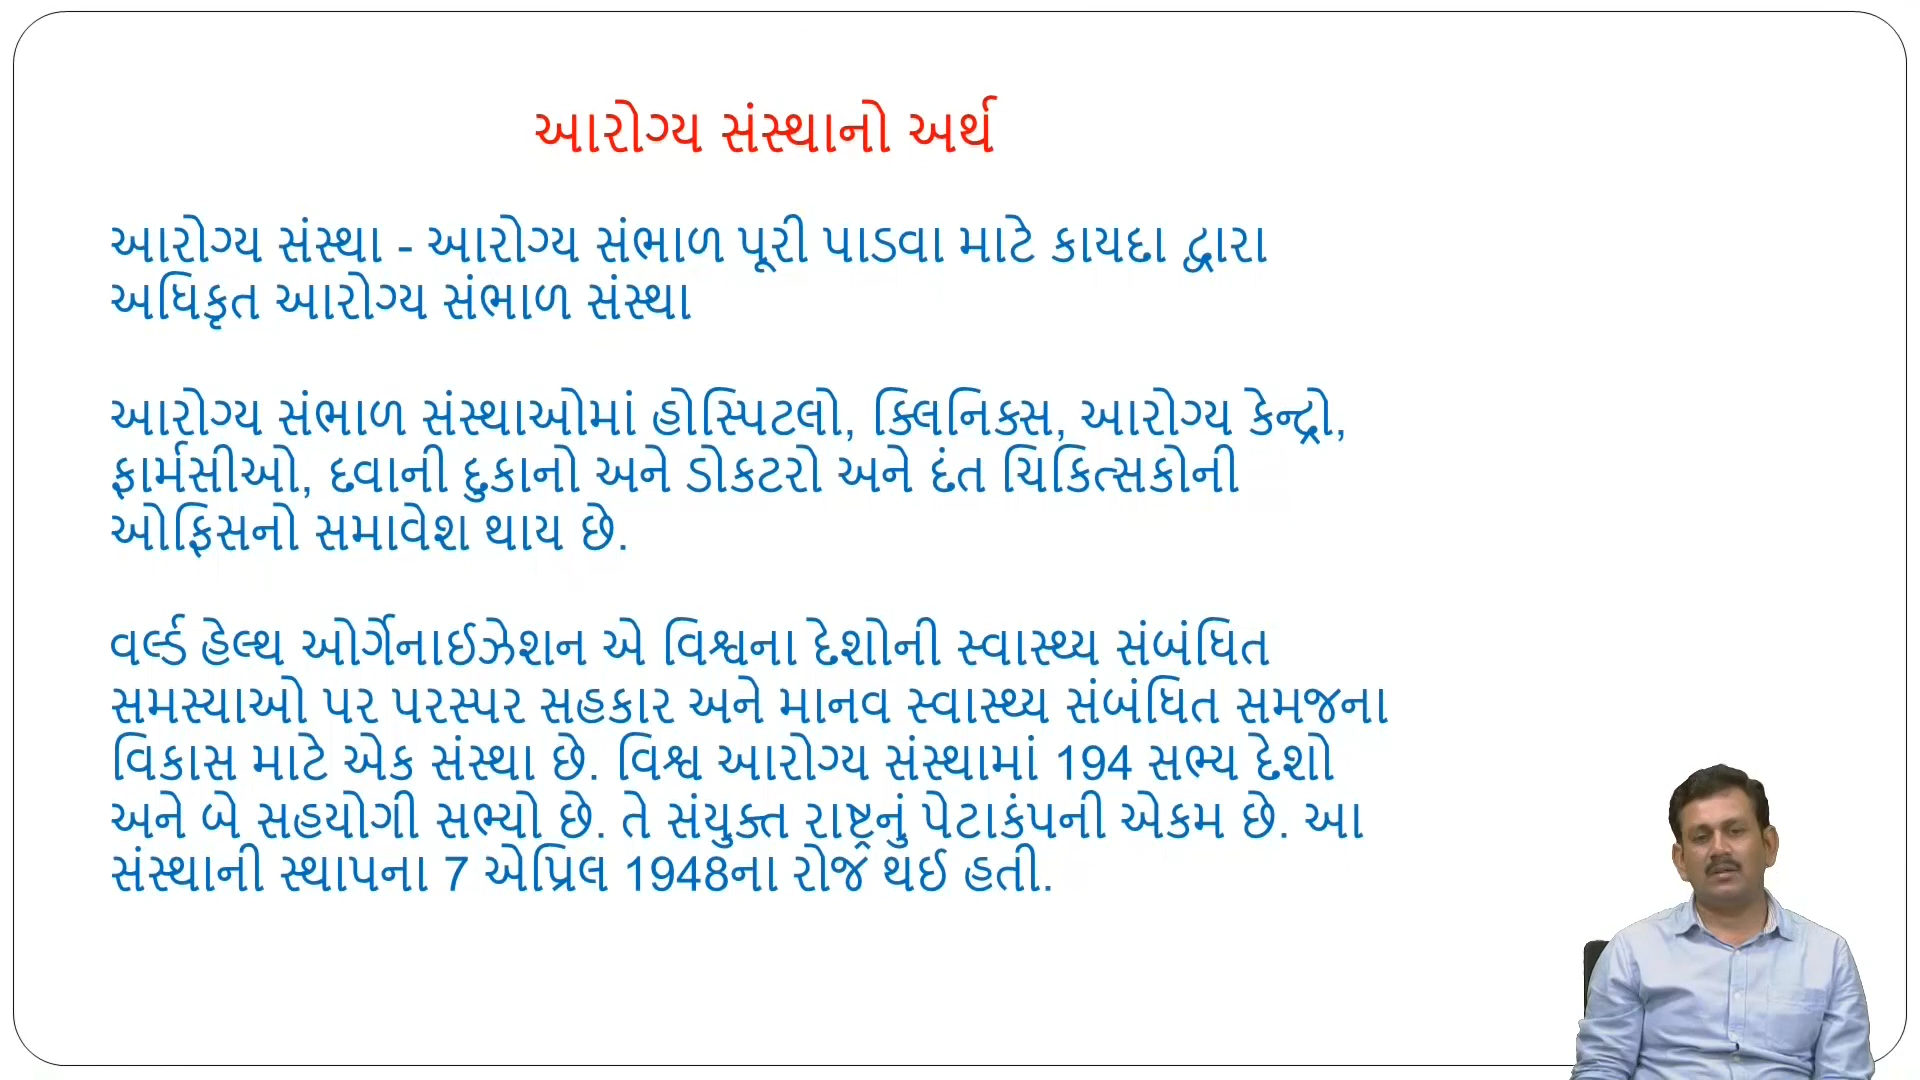 આરોગ્ય સંસ્થાનો અર્થ
આરોગ્ય સંસ્થા - આરોગ્ય સંભાળ પૂરી પાડવા માટે કાયદા દ્વારા
અધિકૃત આરોગ્ય સંભાળ સંસ્થા
આરોગ્ય સંભાળ સંસ્થાઓમાં હોસ્પિટલો, ક્લિનિક્સ, આરોગ્ય કેન્દ્રો,
ફાર્મસીઓ, દવાની દુકાનો અને ડોકટરો અને દંત ચિકિત્સકોની
ઓફિસનો સમાવેશ થાય છે.
વર્લ્ડ હેલ્થ ઓર્ગેનાઈઝેશન એ વિશ્વના દેશોની સ્વાસ્થ્ય સંબંધિત
સમસ્યાઓ પર પરસ્પર સહકાર અને માનવ સ્વાસ્થ્ય સંબંધિત સમજના
વિકાસ માટે એક સંસ્થા છે. વિશ્વ આરોગ્ય સંસ્થામાં 194 સભ્ય દેશો
અને બે સહયોગી સભ્યો છે. તે સંયુક્ત રાષ્ટ્રનું પેટાકંપની એકમ છે. આ
સંસ્થાની સ્થાપના 7 એપ્રિલ 1948ના રોજ થઈ હતી.